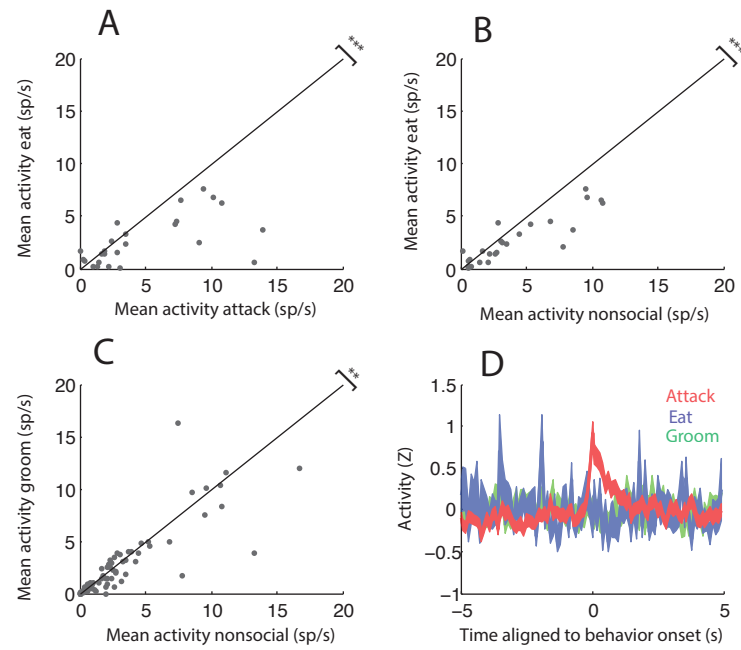 A
***
20
15
10
5
0
Mean activity eat (sp/s)
0 5 10 15 20
Mean activity attack (sp/s)
B
***
20
15
10
5
0
Mean activity eat (sp/s)
0 5 10 15 20
Mean activity nonsocial (sp/s)
C
**
20
15
10
5
0
Mean activity groom (sp/s)
0 5 10 15 20
Mean activity nonsocial (sp/s)
D
Attack
Eat
Groom
1.5
1
0.5
0
−0.5
−1
Activity (Z)
−5 0 5
Time aligned to behavior onset (s)